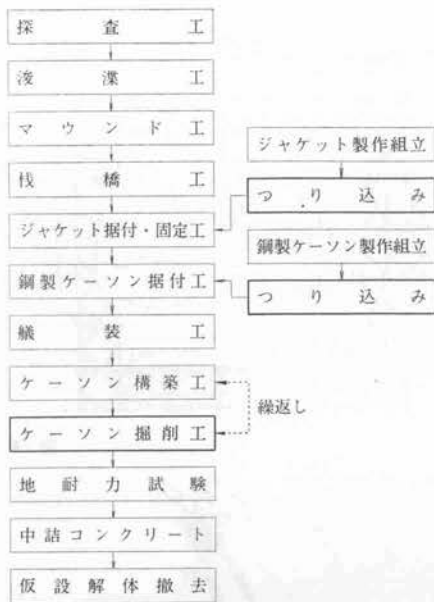 探査工
浚渫工
マウンド工
桟橋工
ジャケット製作組立
つり込み
ジャケット据付・固定工
鋼製ケーソン製作組立
鋼製ケーソン据付工
つり込み
艤装工
ケーソン構築工
繰返し
ケーソン掘削工
地耐力試験
中詰コンクリート
仮設解体撤去